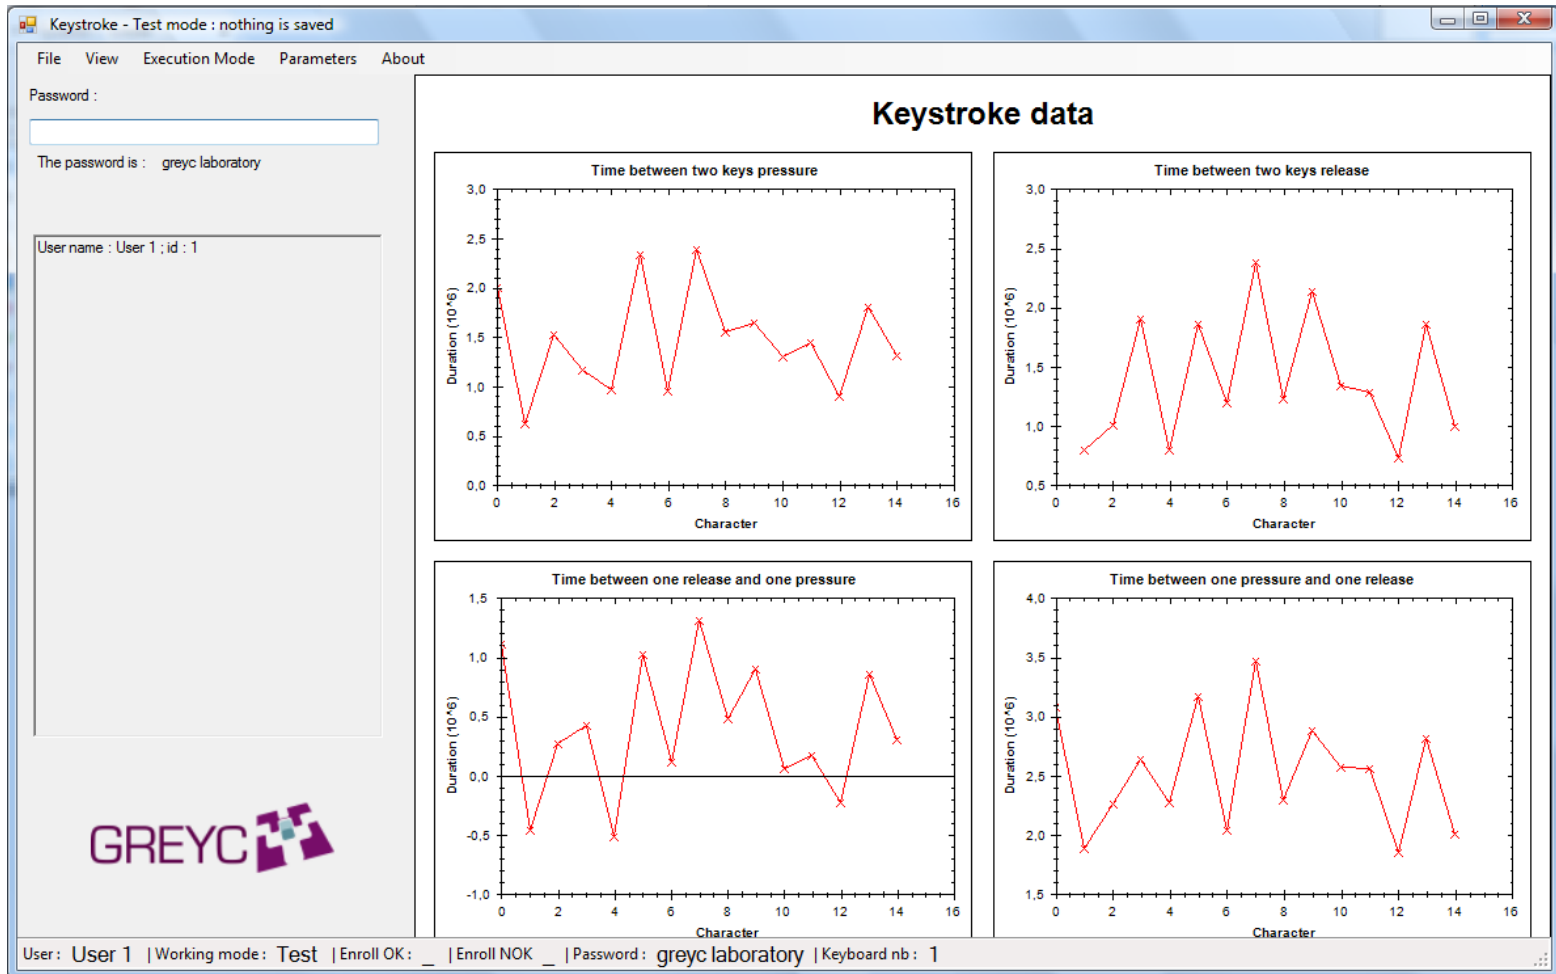 Keystroke - Test mode : nothing is saved
File View Execution Mode Parameters About
Password :
The password is : greyc laboratory
User name : User 1 ; id : 1
GREYC
Keystroke data
Time between two keys pressure
3,0
2,5
2,0
1,5
1,0
0,5
0,0
Duration (10^6)
0 2 4 6 8 10 12 14 16
Character
Time between two keys release
3,0
2,5
2,0
1,5
1,0
0,5
Duration (10^6)
0 2 4 6 8 10 12 14 16
Character
Time between one release and one pressure
1,5
1,0
0,5
0,0
-0,5
-1,0
Duration (10^6)
0 2 4 6 8 10 12 14 16
Character
Time between one pressure and one release
4,0
3,5
3,0
2,5
2,0
1,5
Duration (10^6)
0 2 4 6 8 10 12 14 16
Character
User : User 1 | Working mode : Test | Enroll OK : _ | Enroll NOK _ | Password : greyc laboratory | Keyboard nb : 1